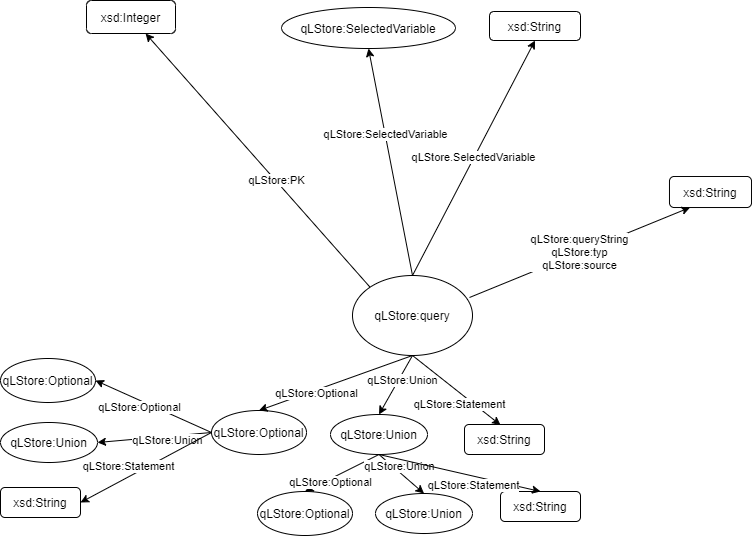 xsd:Integer
qLStore:SelectedVariable
xsd:String
qLStore:SelectedVariable
qLStore.SelectedVariable
qLStore:PK
xsd:String
qLStore:queryString
qLStore:typ
qLStore:source
qLStore:query
qLStore:Optional
qLStore:Union
qLStore:Optional
qLStore:Statement
qLStore:Optional
qLStore:Optional
qLStore:Union
qLStore:Union
qLStore:Union
xsd:String
qLStore:Statement
qLStore:Union
qLStore:Optional
qLStore:Statement
xsd:String
qLStore:Optional
qLStore:Union
xsd:String